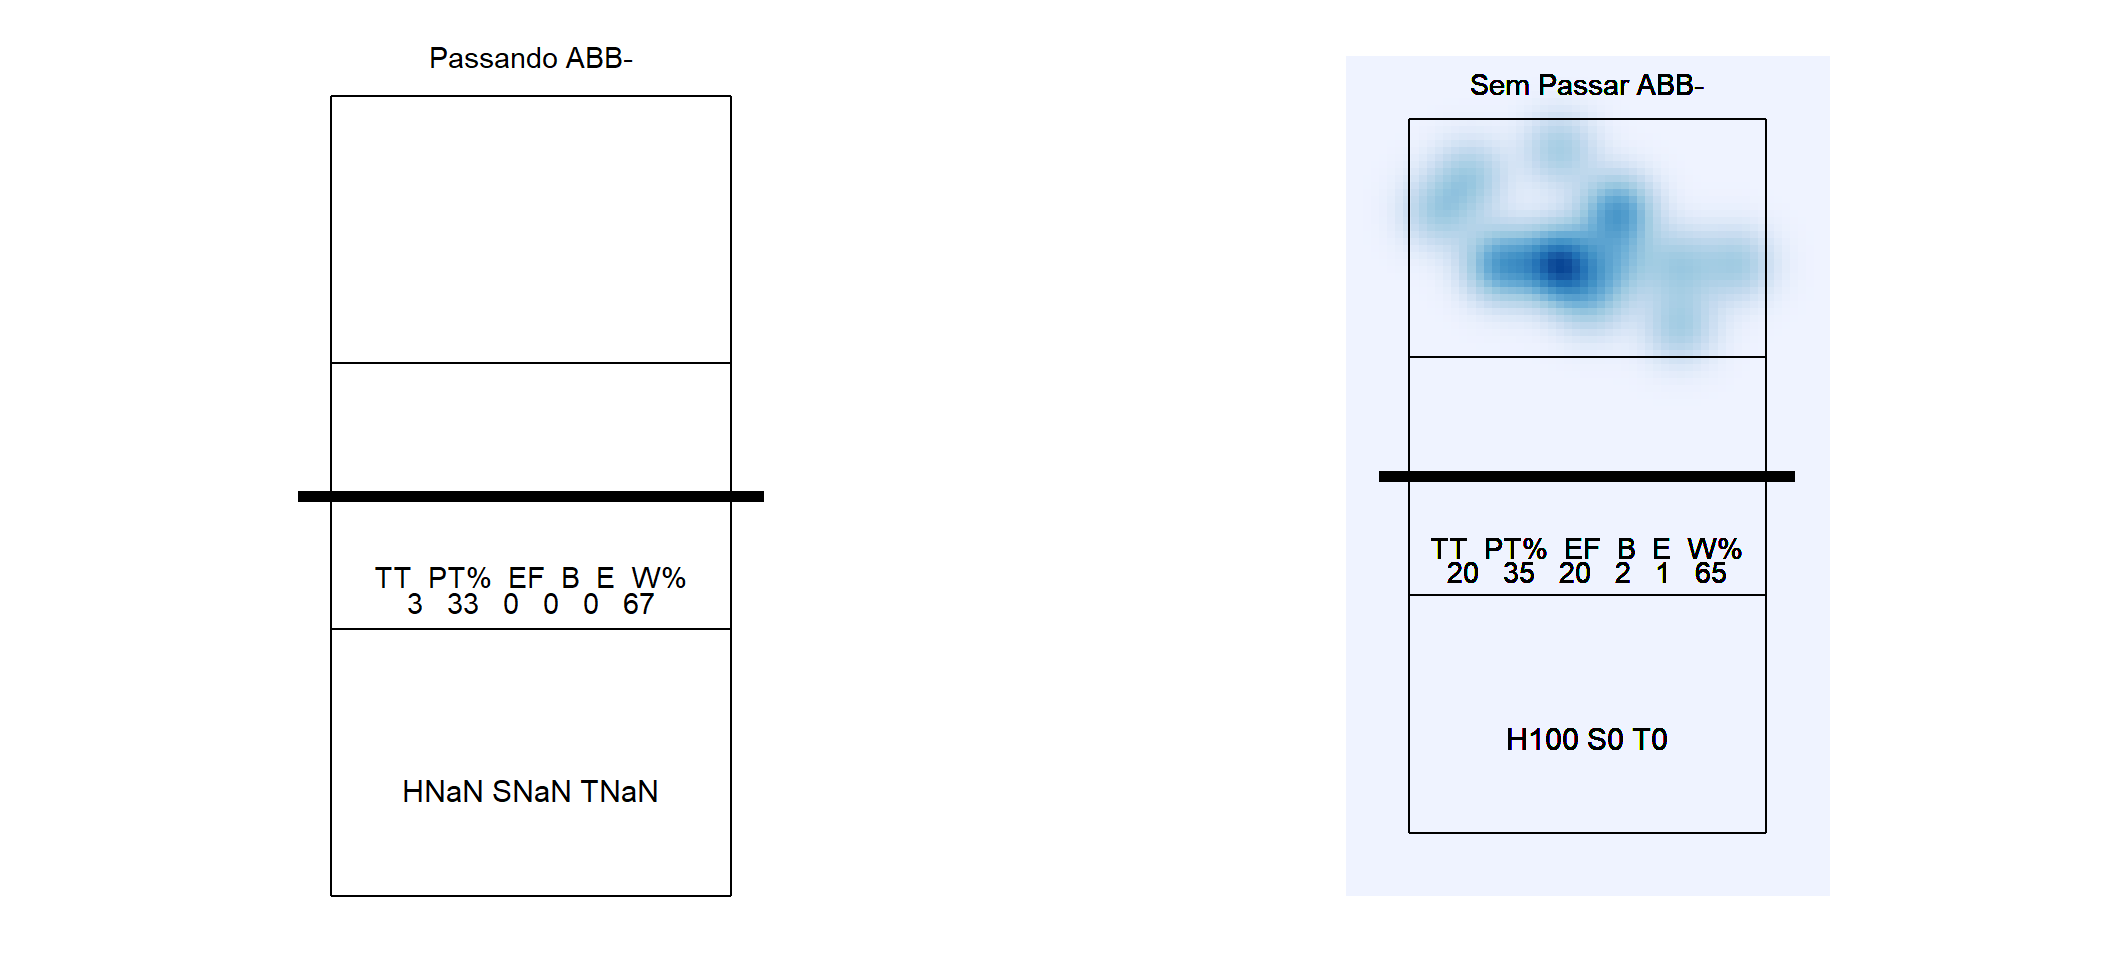 Passando ABB-
TT PT% EF B E W%
3 33 0 0 0 67
HNaN SNaN TNaN
Sem Passar ABB-
TT PT% EF B E W%
20 35 20 2 1 65
H100 S0 T0